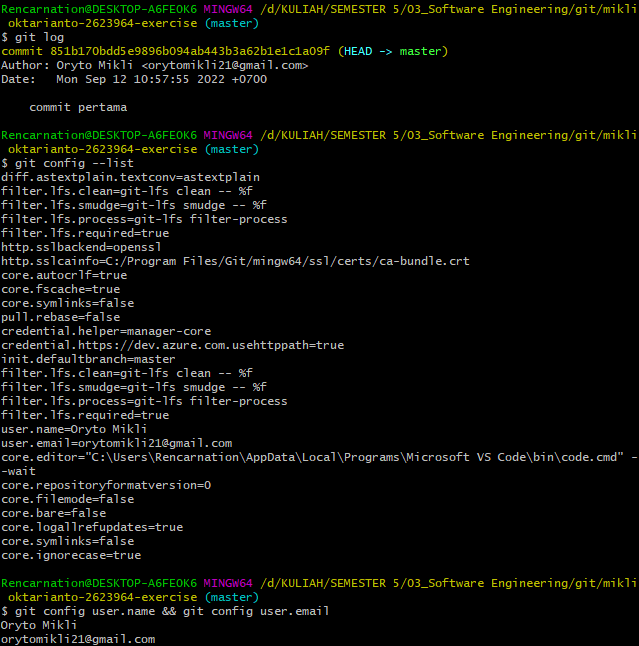 Rencarnation@DESKTOP-A6FEOK6 MINGW64 /d/KULIAH/SEMESTER 5/03_Software Engineering/git/mikli
 oktarianto-2623964-exercise (master)
$ git log
commit 851b170bdd5e9896b094ab443b3a62b1e1c1a09f (HEAD -> master)
Author: Oryto Mikli <orytomikli21@gmail.com>
Date:   Mon Sep 12 10:57:55 2022 +0700

    commit pertama

Rencarnation@DESKTOP-A6FEOK6 MINGW64 /d/KULIAH/SEMESTER 5/03_Software Engineering/git/mikli
 oktarianto-2623964-exercise (master)
$ git config --list
diff.astextplain.textconv=astextplain
filter.lfs.clean=git-lfs clean -- %f
filter.lfs.smudge=git-lfs smudge -- %f
filter.lfs.process=git-lfs filter-process
filter.lfs.required=true
http.sslbackend=openssl
http.sslcainfo=C:/Program Files/Git/mingw64/ssl/certs/ca-bundle.crt
core.autocrlf=true
core.fscache=true
core.symlinks=false
pull.rebase=false
credential.helper=manager-core
credential.https://dev.azure.com.usehttppath=true
init.defaultbranch=master
filter.lfs.clean=git-lfs clean -- %f
filter.lfs.smudge=git-lfs smudge -- %f
filter.lfs.process=git-lfs filter-process
filter.lfs.required=true
user.name=Oryto Mikli
user.email=orytomikli21@gmail.com
core.editor="C:\Users\Rencarnation\AppData\Local\Programs\Microsoft VS Code\bin\code.cmd" -
-wait
core.repositoryformatversion=0
core.filemode=false
core.bare=false
core.logallrefupdates=true
core.symlinks=false
core.ignorecase=true

Rencarnation@DESKTOP-A6FEOK6 MINGW64 /d/KULIAH/SEMESTER 5/03_Software Engineering/git/mikli
 oktarianto-2623964-exercise (master)
$ git config user.name && git config user.email
Oryto Mikli
orytomikli21@gmail.com